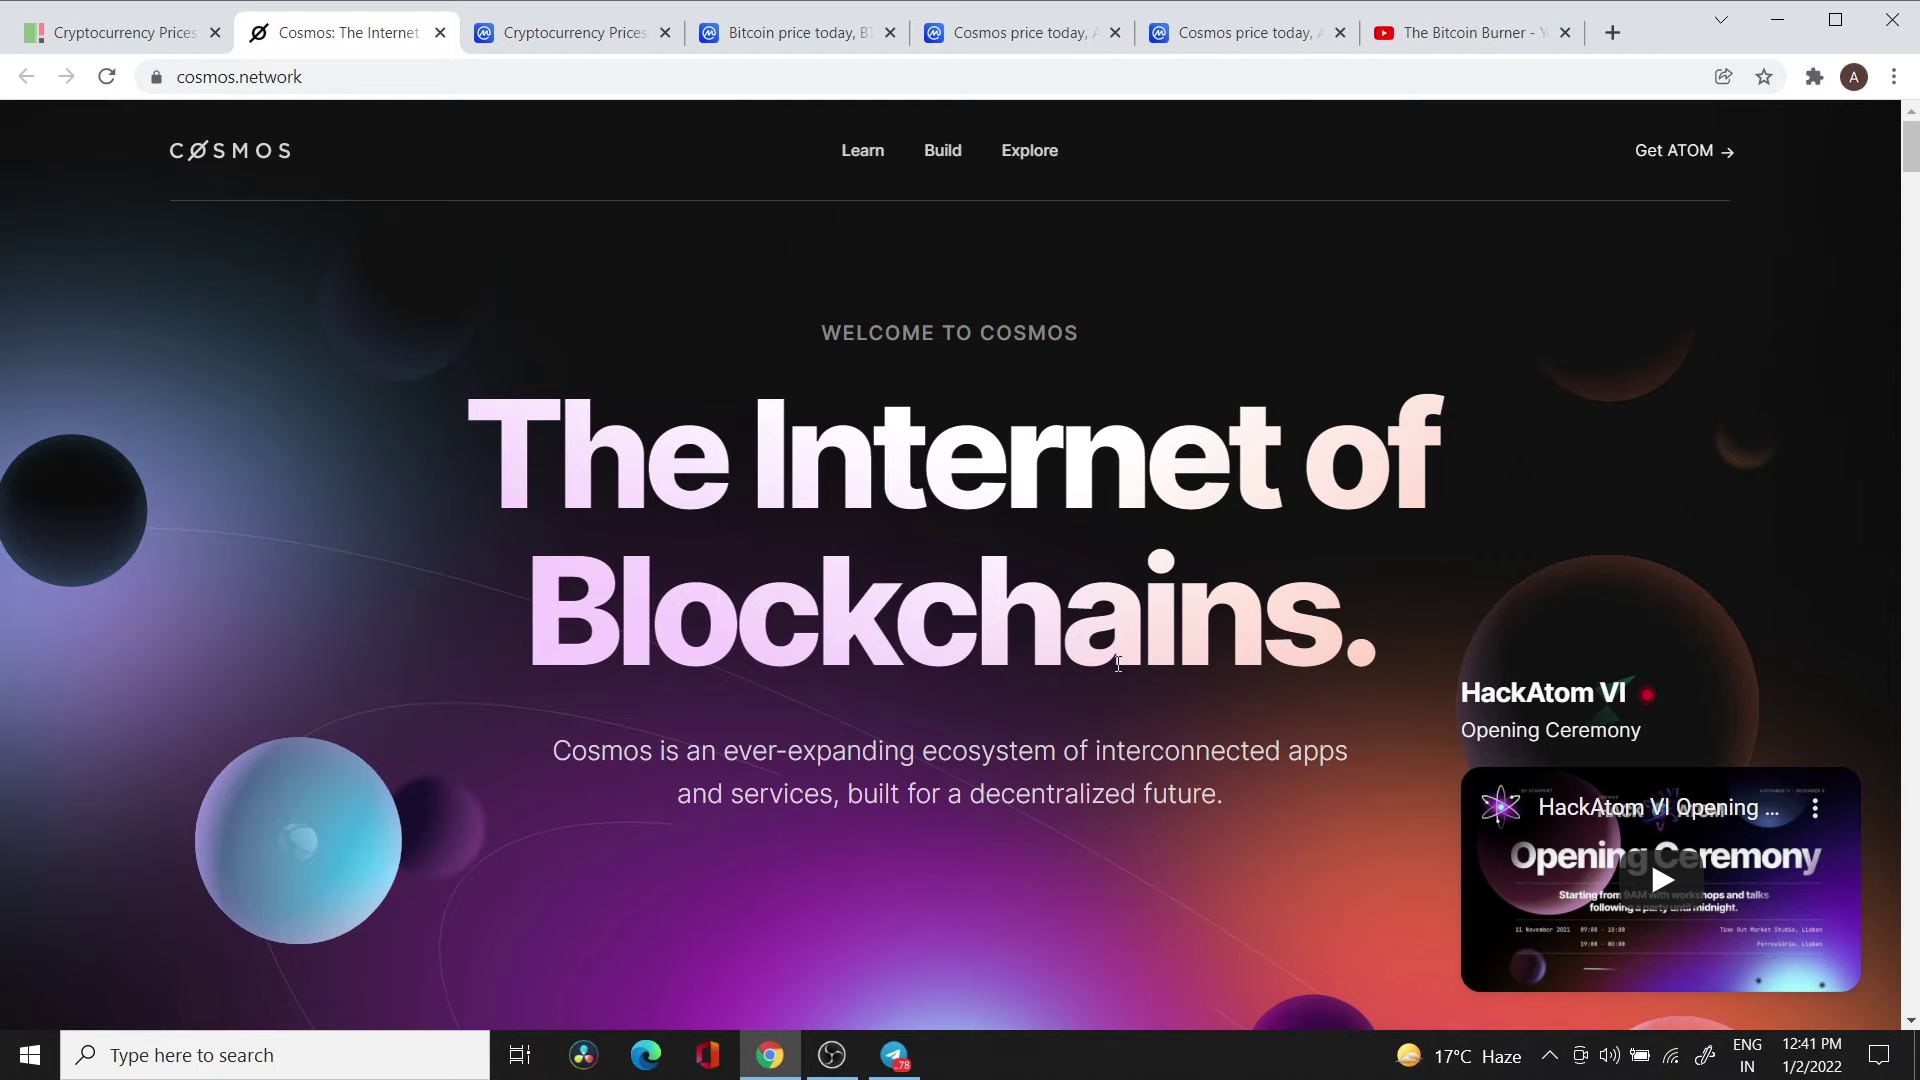 Cryptocurrency Prices
Cosmos: The Internet
Cryptocurrency Prices,
Bitcoin price today, BT
Cosmos price today, A
Cosmos price today, A
The Bitcoin Burner - Y
cosmos.network
A
CØSMOS
Learn
Build
Explore
Get ATOM →
WELCOME TO COSMOS
The Internet of
Blockchains.
Cosmos is an ever-expanding ecosystem of interconnected apps
and services, built for a decentralized future.
HackAtom VI
Opening Ceremony
HackAtom VI Opening ...
Opening Ceremony
Starting from 9AM with workshops and talks
following a party until midnight.
11 November 2021 09:00 - 18:00 Time Out Market Studio, Lisbon
19:00 - 00:00 Ferroviário, Lisbon
Type here to search
78
17°C Haze
ENG
IN
12:41 PM
1/2/2022